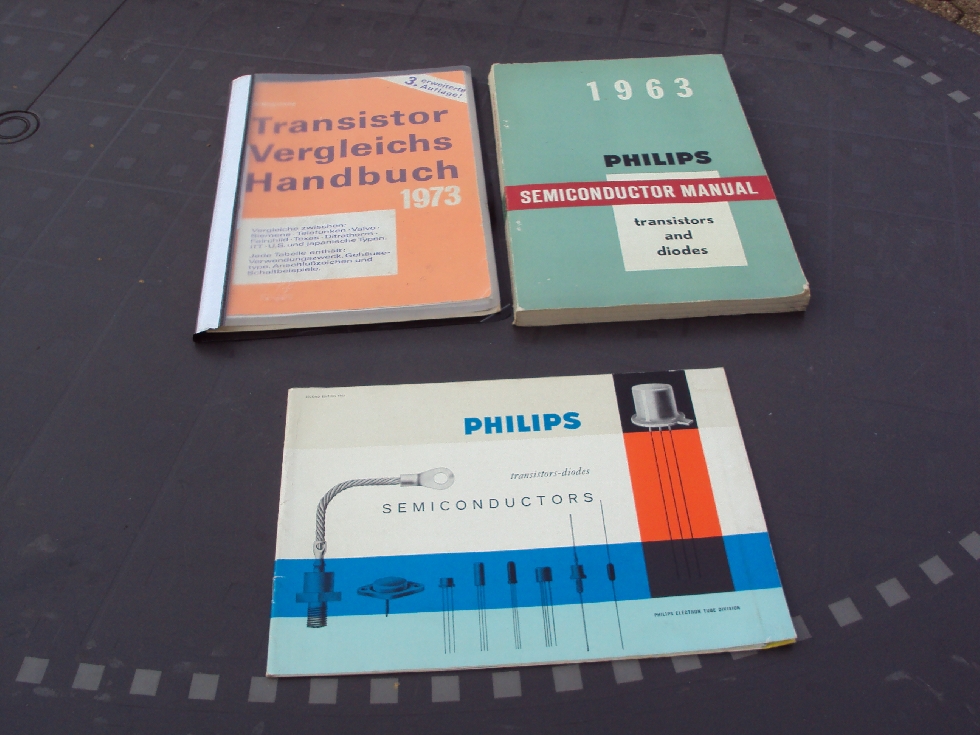 3. erweiterte
Auflage!
Transistor
Vergleichs
Handbuch
1973
Vergleiche zwischen:
Siemens · Telefunken · Valvo ·
Texas · Intermetall
ITT · U.S. und japanische Typen.
Jede Tabelle enthält:
Verwendungszweck, Gehäuse-
type, Anschlußzeichen und
Schaltbeispiele.
1963
PHILIPS
SEMICONDUCTOR MANUAL
transistors
and
diodes
PHILIPS
transistors-diodes
SEMICONDUCTORS
PHILIPS ELECTRON TUBE DIVISION